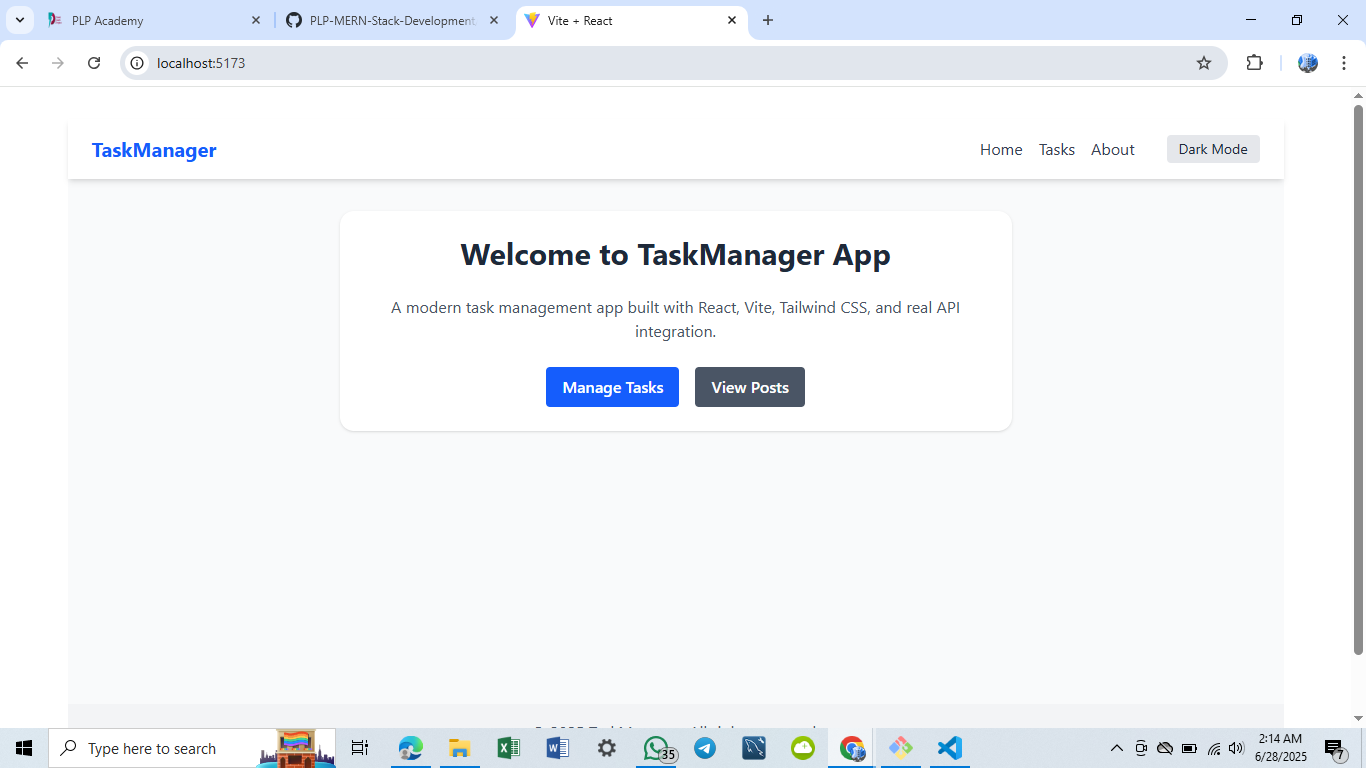 PLP Academy
PLP-MERN-Stack-Development
Vite + React
localhost:5173
TaskManager
Home
Tasks
About
Dark Mode
Welcome to TaskManager App
A modern task management app built with React, Vite, Tailwind CSS, and real API
integration.
Manage Tasks
View Posts
Type here to search
35
2:14 AM
6/28/2025
7